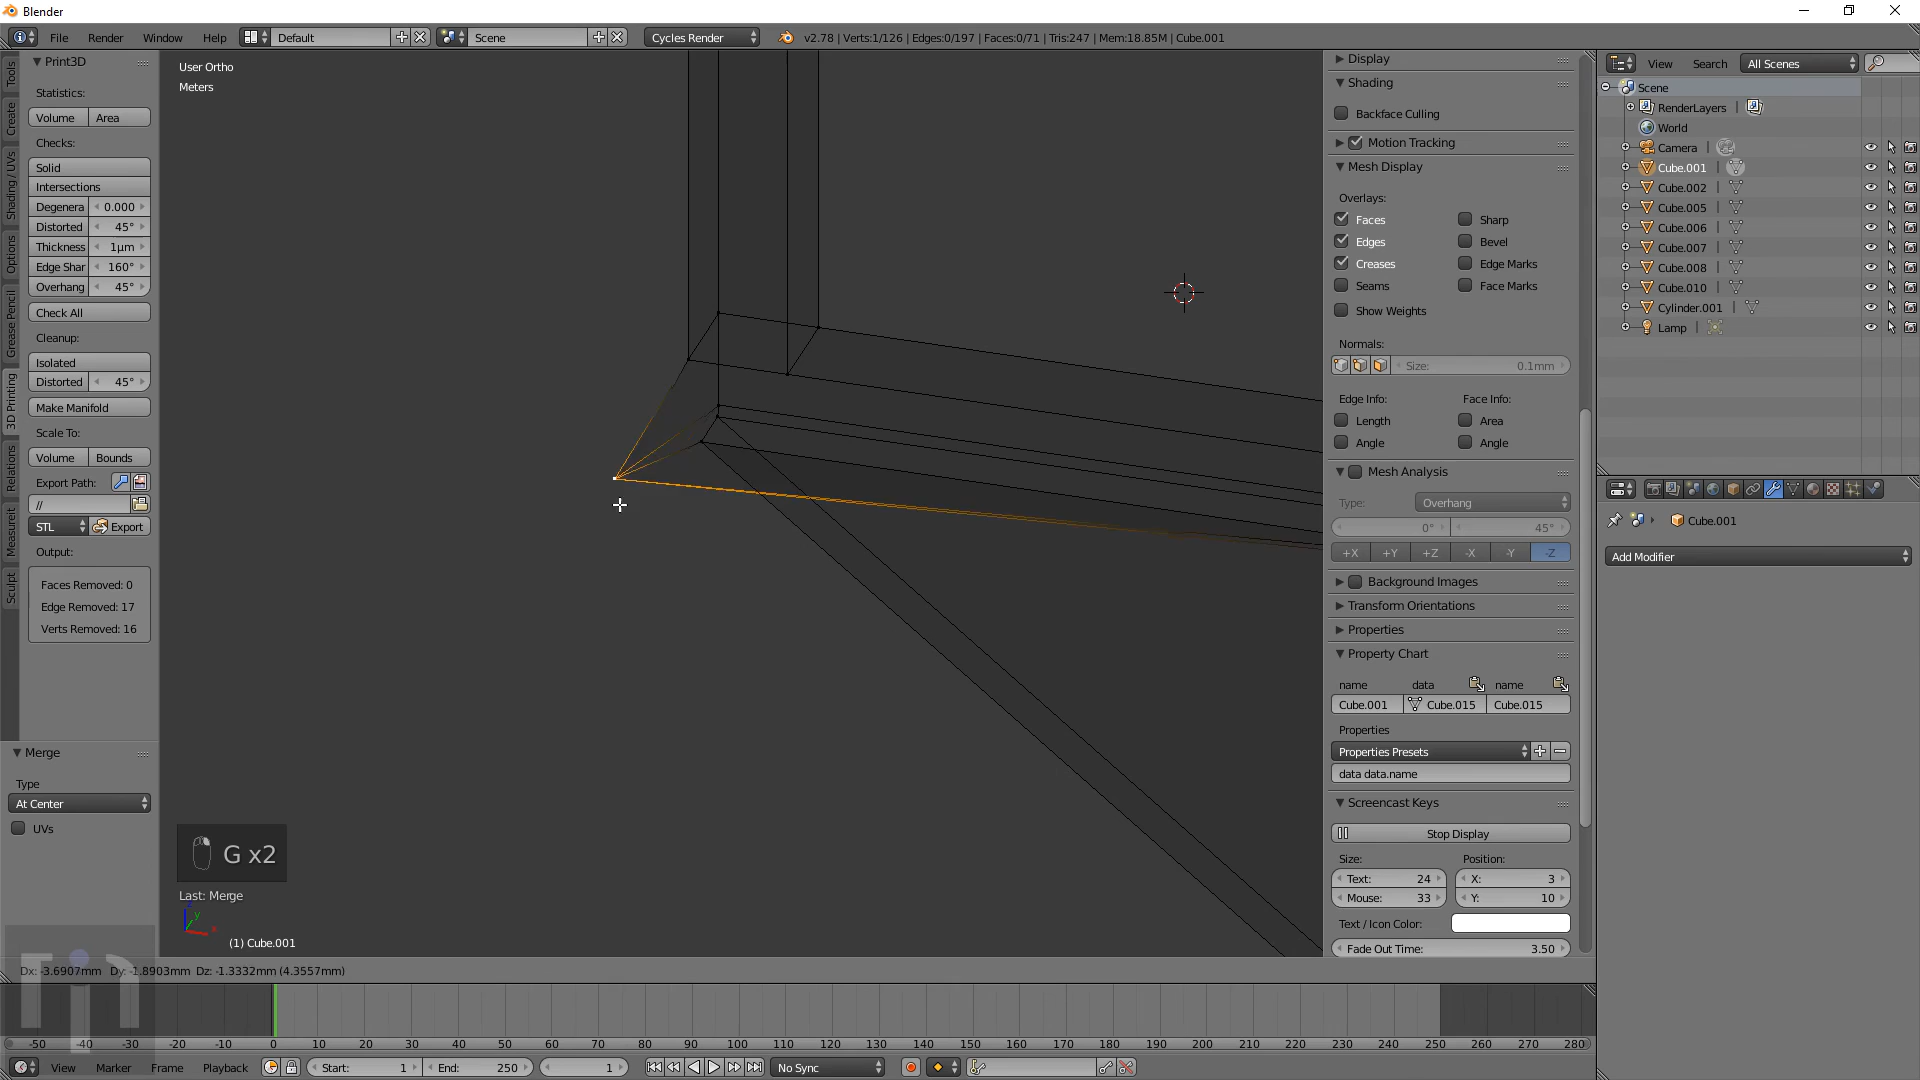 Blender
File Render Window Help Default Scene Cycles Render v2.78 | Verts:1/126 | Edges:0/197 | Faces:0/71 | Tris:247 | Mem:18.85M | Cube.001
Tools
Create
Shading / UVs
Options
Grease Pencil
3D Printing
Relations
Measureit
Sculpt
Print3D
Statistics:
Volume Area
Checks:
Solid
Intersections
Degenera 0.000
Distorted 45°
Thickness 1µm
Edge Shar 160°
Overhang 45°
Check All
Cleanup:
Isolated
Distorted 45°
Make Manifold
Scale To:
Volume Bounds
Export Path:
//
STL Export
Output:
Faces Removed: 0
Edge Removed: 17
Verts Removed: 16
Merge
Type
At Center
UVs
User Ortho
Meters
G x2
Last: Merge
z
y
x
(1) Cube.001
Dx: -3.6907mm Dy: -1.8903mm Dz: -1.3332mm (4.3557mm)
Display
Shading
Backface Culling
Motion Tracking
Mesh Display
Overlays:
Faces Sharp
Edges Bevel
Creases Edge Marks
Seams Face Marks
Show Weights
Normals:
Size: 0.1mm
Edge Info: Face Info:
Length Area
Angle Angle
Mesh Analysis
Type: Overhang
0° 45°
+X +Y +Z -X -Y -Z
Background Images
Transform Orientations
Properties
Property Chart
name data name
Cube.001 Cube.015 Cube.015
Properties
Properties Presets
data data.name
Screencast Keys
Stop Display
Size: Position:
Text: 24 X: 3
Mouse: 33 Y: 10
Text / Icon Color:
Fade Out Time: 3.50
View Search All Scenes
Scene
RenderLayers
World
Camera
Cube.001
Cube.002
Cube.005
Cube.006
Cube.007
Cube.008
Cube.010
Cylinder.001
Lamp
Cube.001
Add Modifier
-50 -40 -30 -20 -10 0 10 20 30 40 50 60 70 80 90 100 110 120 130 140 150 160 170 180 190 200 210 220 230 240 250 260 270 280
View Marker Frame Playback Start: 1 End: 250 1 No Sync